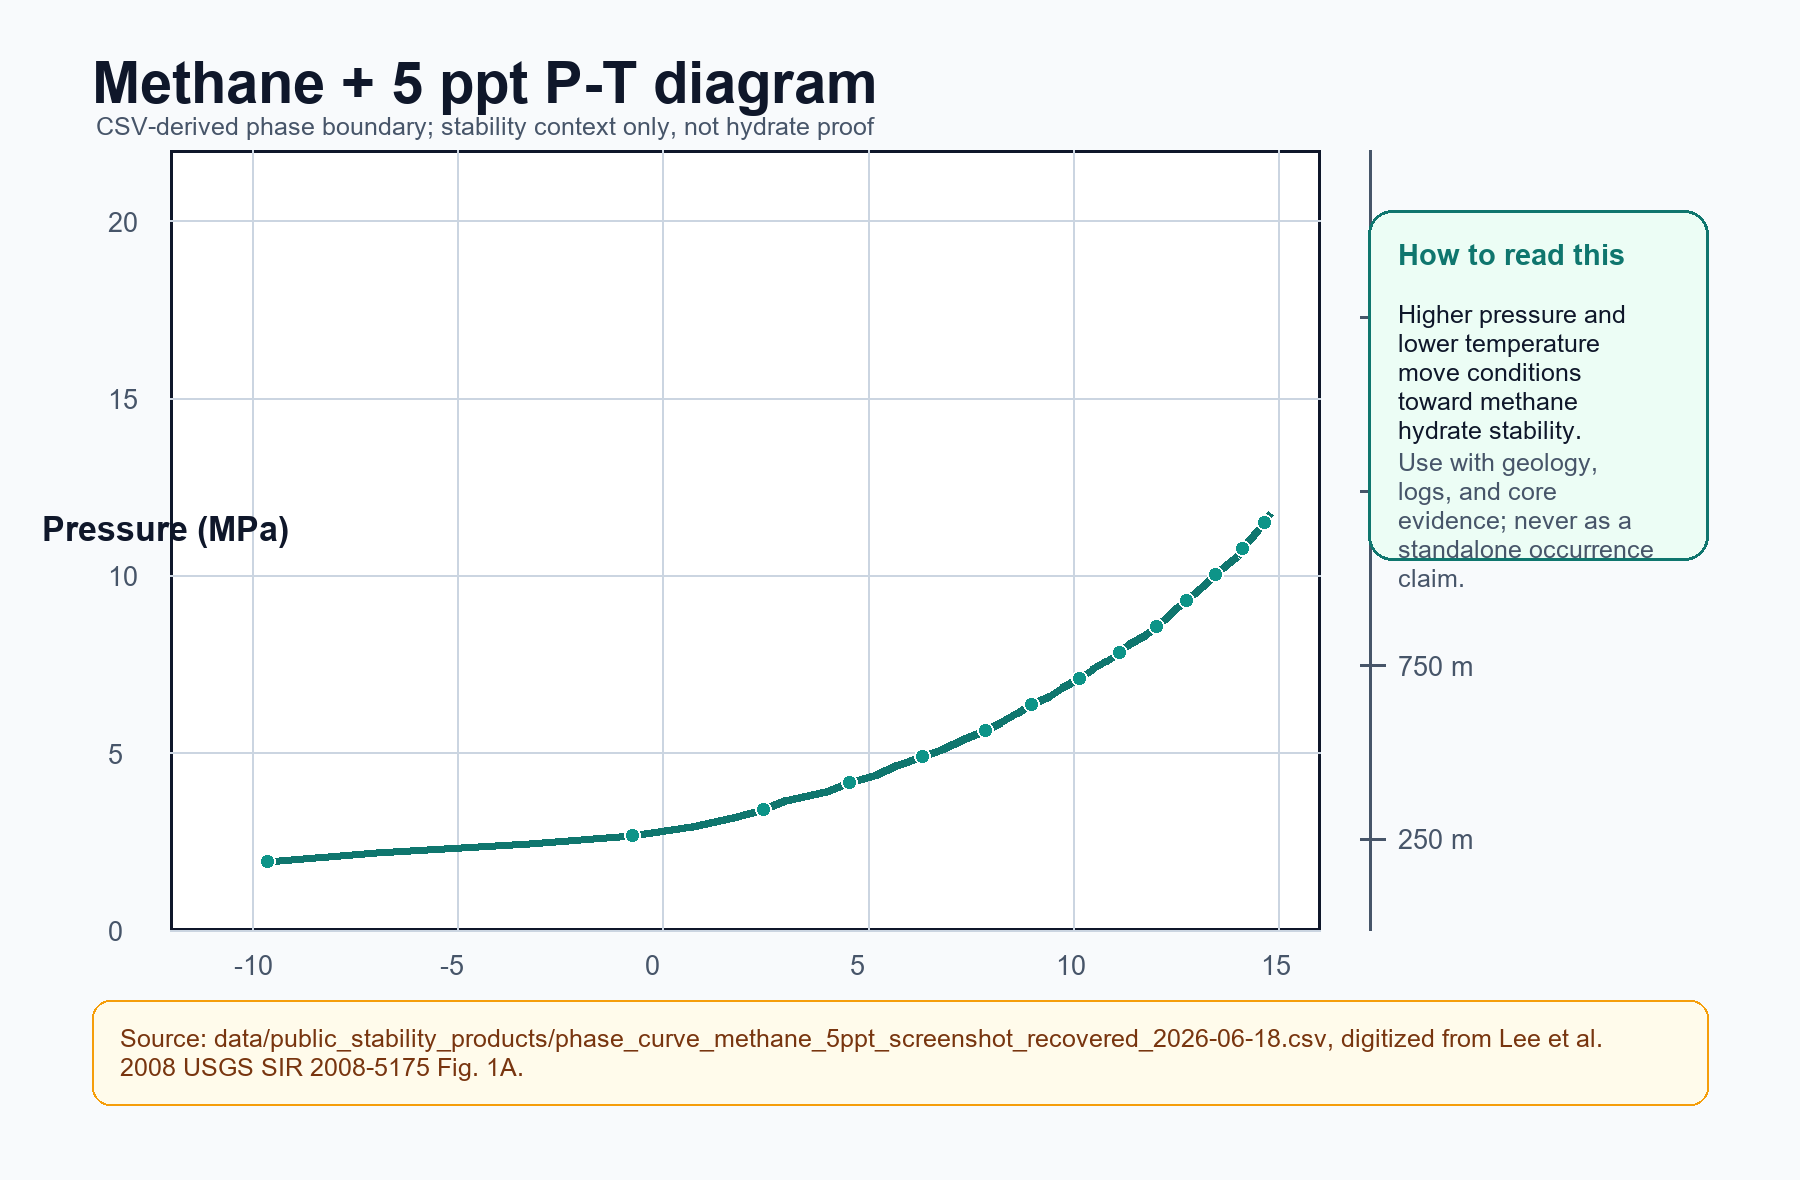 Methane + 5 ppt P-T diagram
CSV-derived phase boundary; stability context only, not hydrate proof
20
15
Pressure (MPa)
10
5
0
-10
-5
0
5
10
15
How to read this
Higher pressure and
lower temperature
move conditions
toward methane
hydrate stability.
Use with geology,
logs, and core
evidence; never as a
standalone occurrence
claim.
750 m
250 m
Source: data/public_stability_products/phase_curve_methane_5ppt_screenshot_recovered_2026-06-18.csv, digitized from Lee et al.
2008 USGS SIR 2008-5175 Fig. 1A.